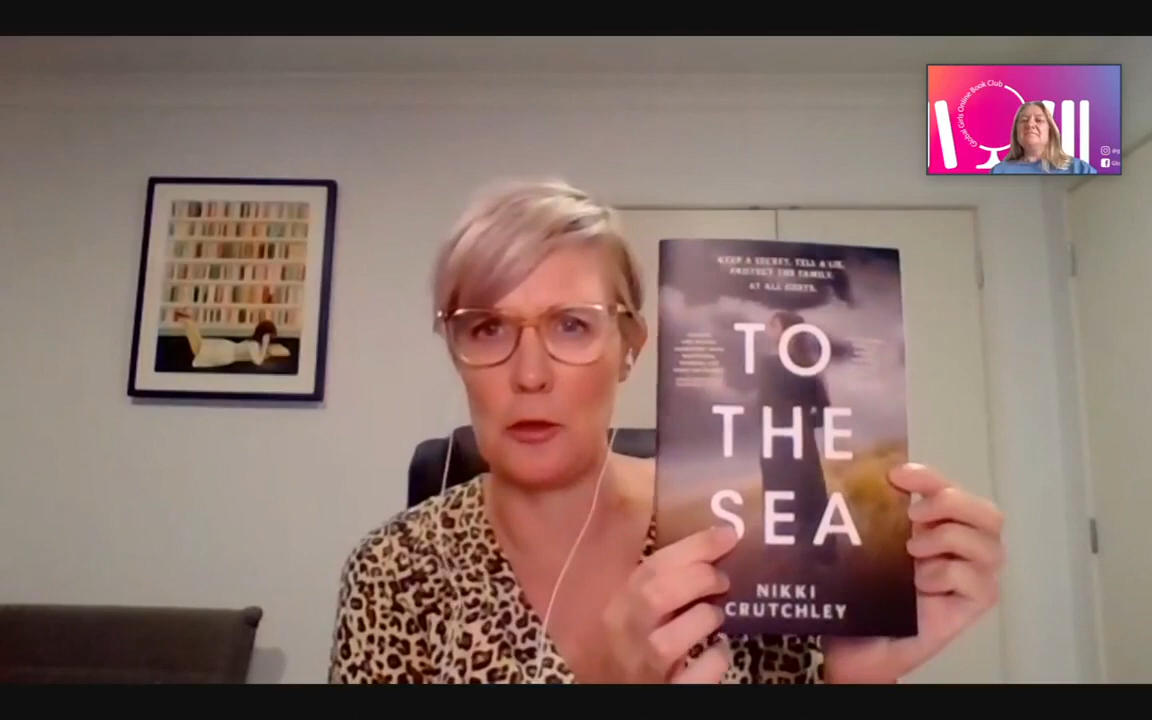 KEEP A SECRET. TELL A LIE.
PROTECT THE FAMILY.
AT ALL COSTS.
TO
THE
SEA
NIKKI
CRUTCHLEY
Global Girls Online Book Club